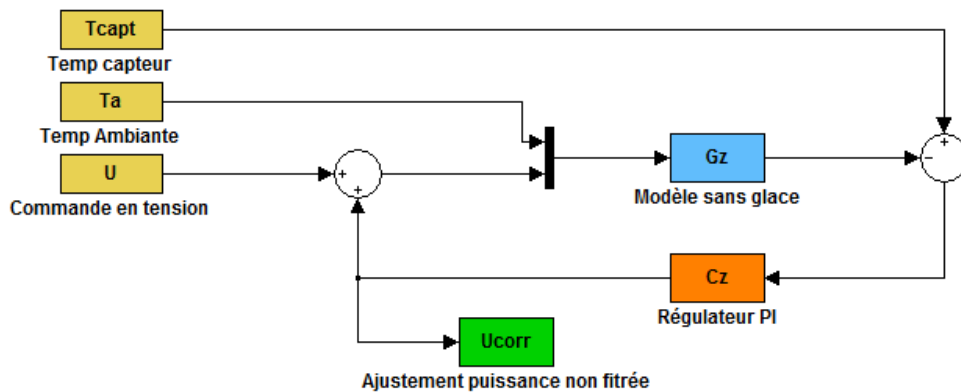 Tcapt
Temp capteur
Ta
Temp Ambiante
U
Commande en tension
+
+
Gz
Modèle sans glace
+
−
Cz
Régulateur PI
Ucorr
Ajustement puissance non fitrée